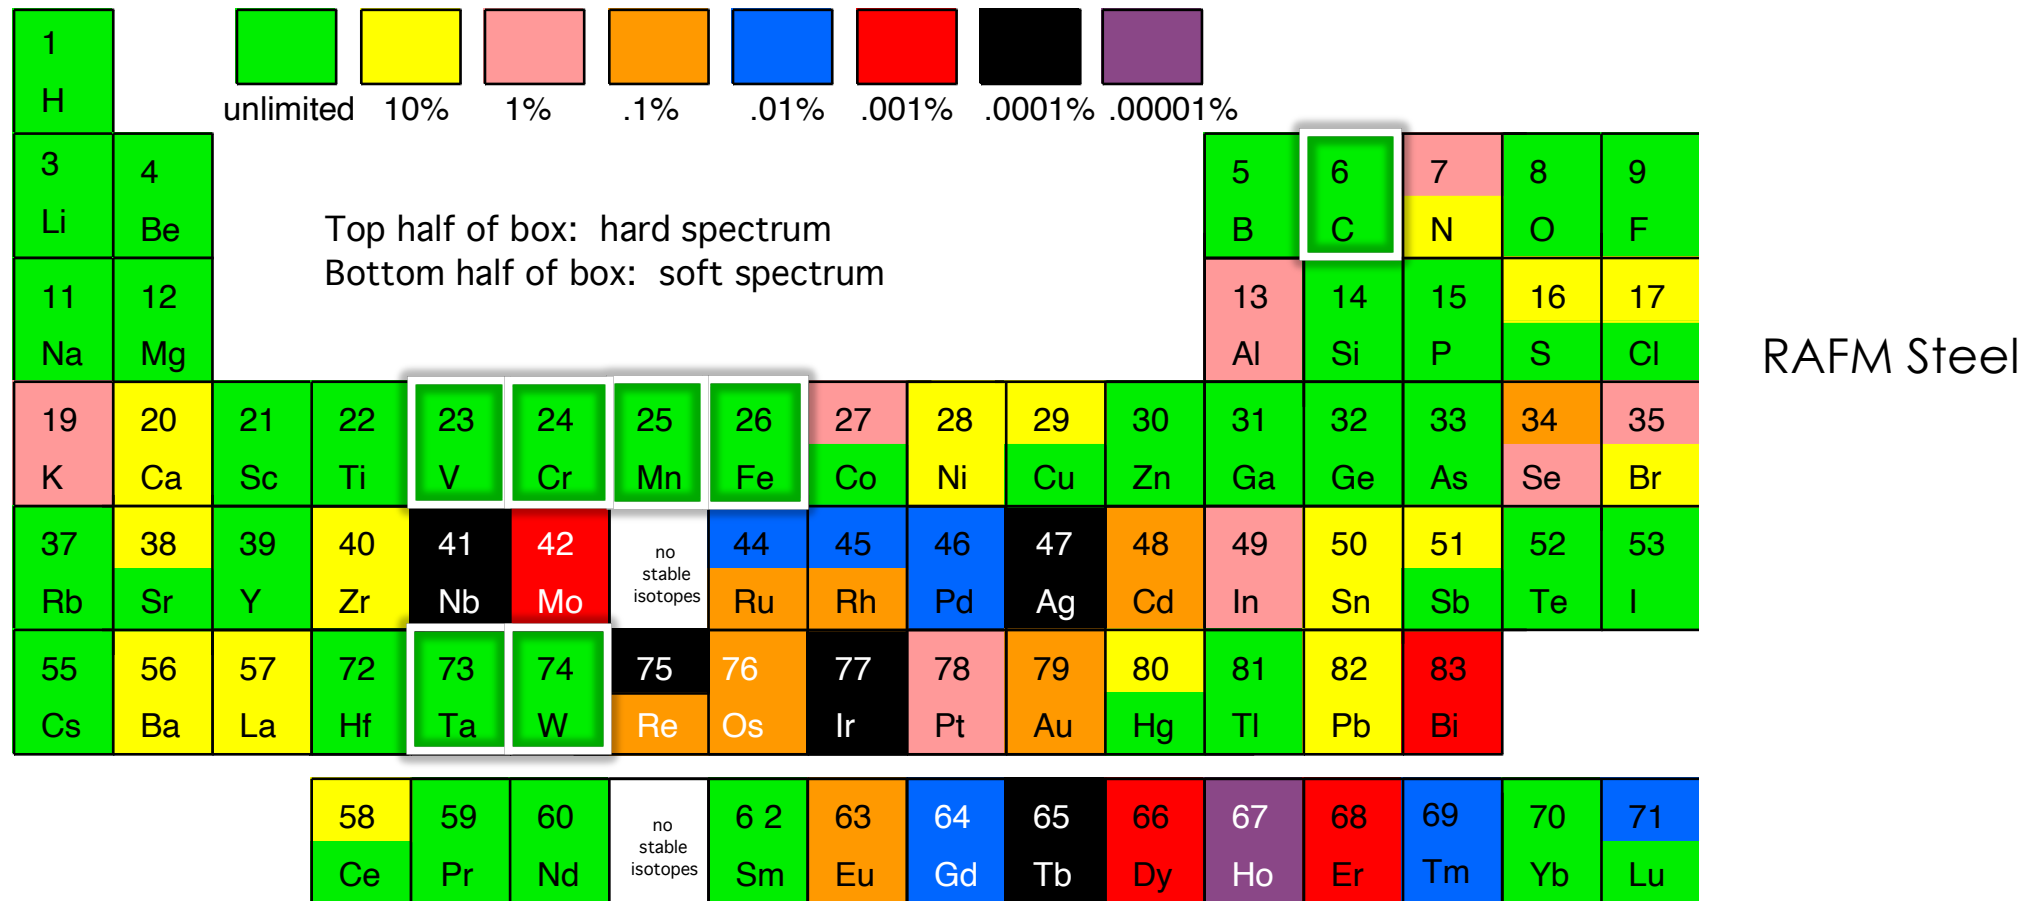 1
H
unlimited 10% 1% .1% .01% .001% .0001% .00001%
3 4 5 6 7 8 9
Li Be B C N O F
Top half of box: hard spectrum
Bottom half of box: soft spectrum
11 12 13 14 15 16 17
Na Mg Al Si P S Cl
RAFM Steel
19 20 21 22 23 24 25 26 27 28 29 30 31 32 33 34 35
K Ca Sc Ti V Cr Mn Fe Co Ni Cu Zn Ga Ge As Se Br
37 38 39 40 41 42 no 44 45 46 47 48 49 50 51 52 53
stable
isotopes
Rb Sr Y Zr Nb Mo Ru Rh Pd Ag Cd In Sn Sb Te I
55 56 57 72 73 74 75 76 77 78 79 80 81 82 83
Cs Ba La Hf Ta W Re Os Ir Pt Au Hg Tl Pb Bi
58 59 60 no 6 2 63 64 65 66 67 68 69 70 71
stable
isotopes
Ce Pr Nd Sm Eu Gd Tb Dy Ho Er Tm Yb Lu